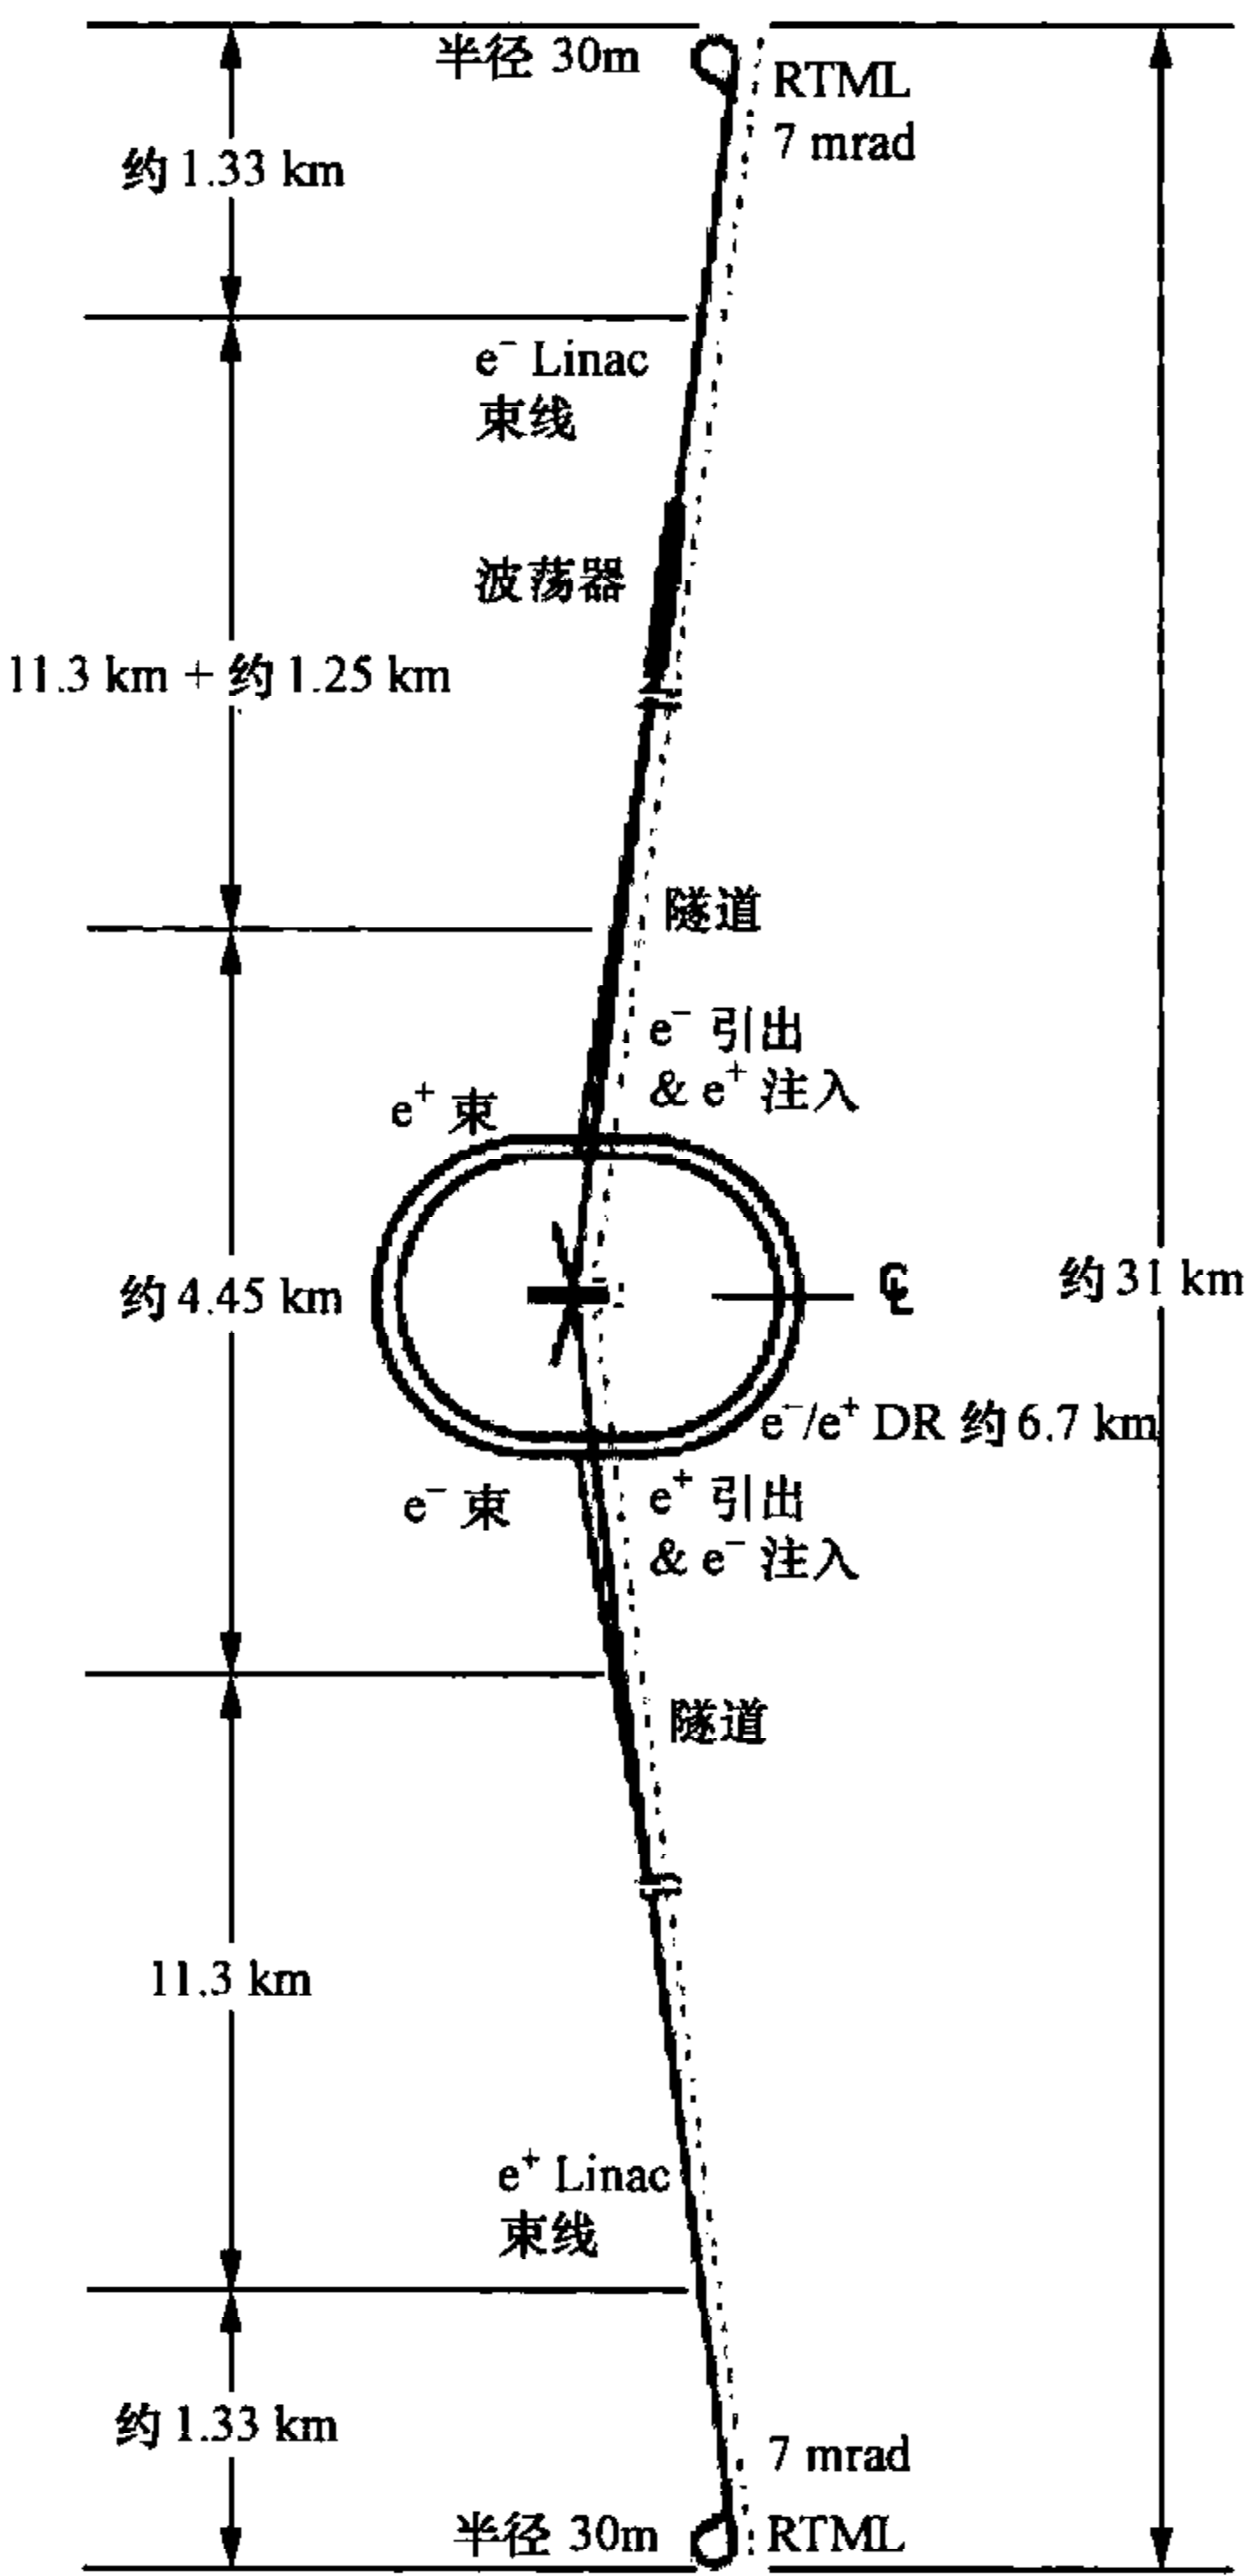 半径 30m
RTML
7 mrad
约 1.33 km
e⁻ Linac
束线
波荡器
11.3 km + 约 1.25 km
隧道
e⁻ 引出
& e⁺ 注入
e⁺ 束
约 4.45 km
℄
约 31 km
e⁻/e⁺ DR 约 6.7 km
e⁻ 束
e⁺ 引出
& e⁻ 注入
隧道
11.3 km
e⁺ Linac
束线
约 1.33 km
7 mrad
半径 30m
RTML